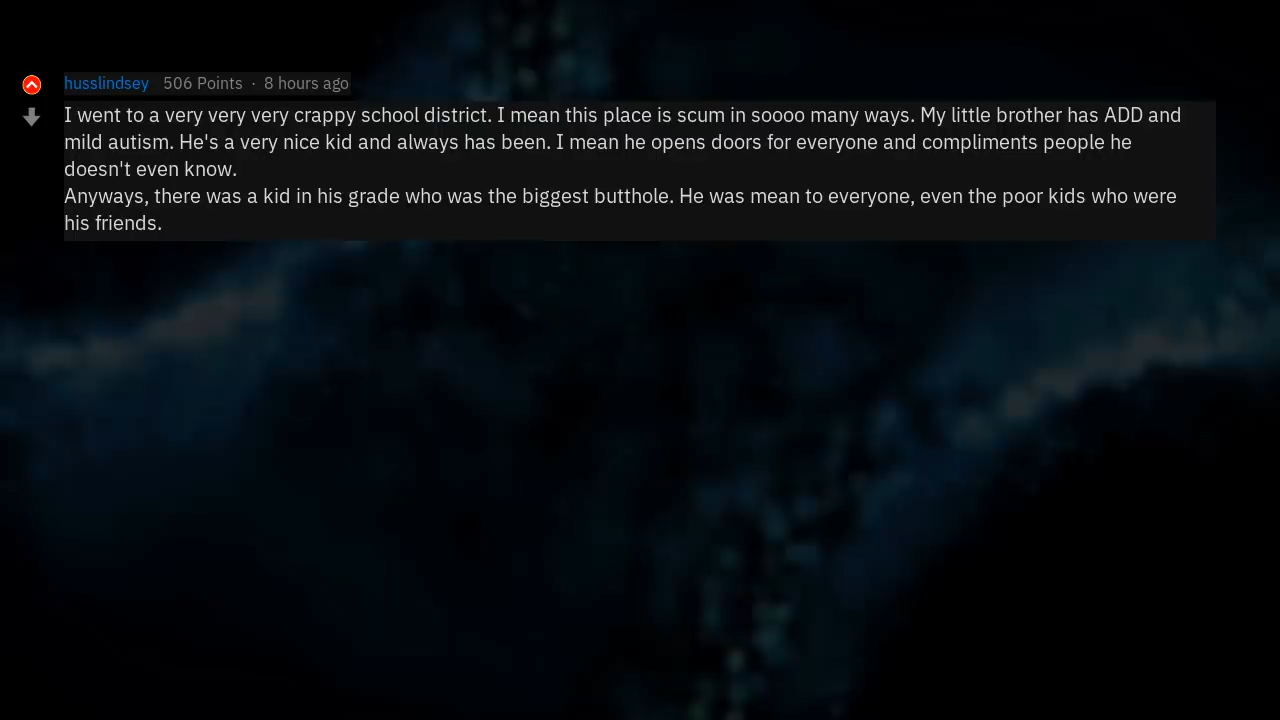 husslindsey 506 Points · 8 hours ago
I went to a very very very crappy school district. I mean this place is scum in soooo many ways. My little brother has ADD and
mild autism. He's a very nice kid and always has been. I mean he opens doors for everyone and compliments people he
doesn't even know.
Anyways, there was a kid in his grade who was the biggest butthole. He was mean to everyone, even the poor kids who were
his friends.